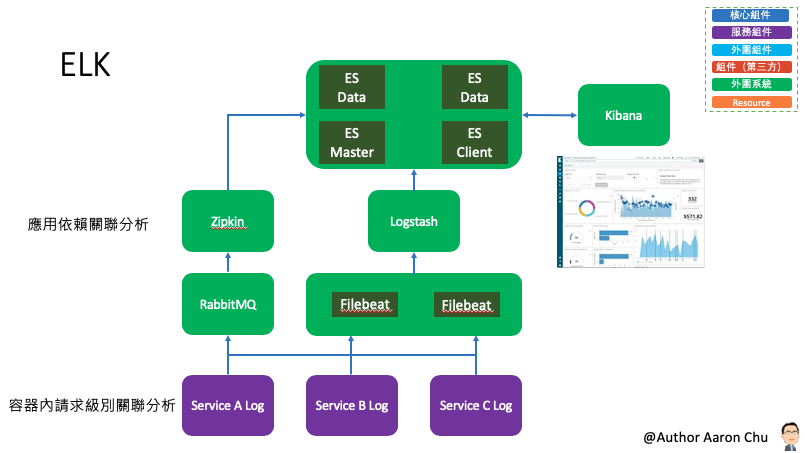 ELK
核心組件
服務組件
外圍組件
組件（第三方）
外圍系統
Resource
ES
Data
ES
Data
ES
Master
ES
Client
Kibana
332
$571.82
應用依賴關聯分析
Zipkin
Logstash
RabbitMQ
Filebeat
Filebeat
容器內請求級別關聯分析
Service A Log
Service B Log
Service C Log
@Author Aaron Chu